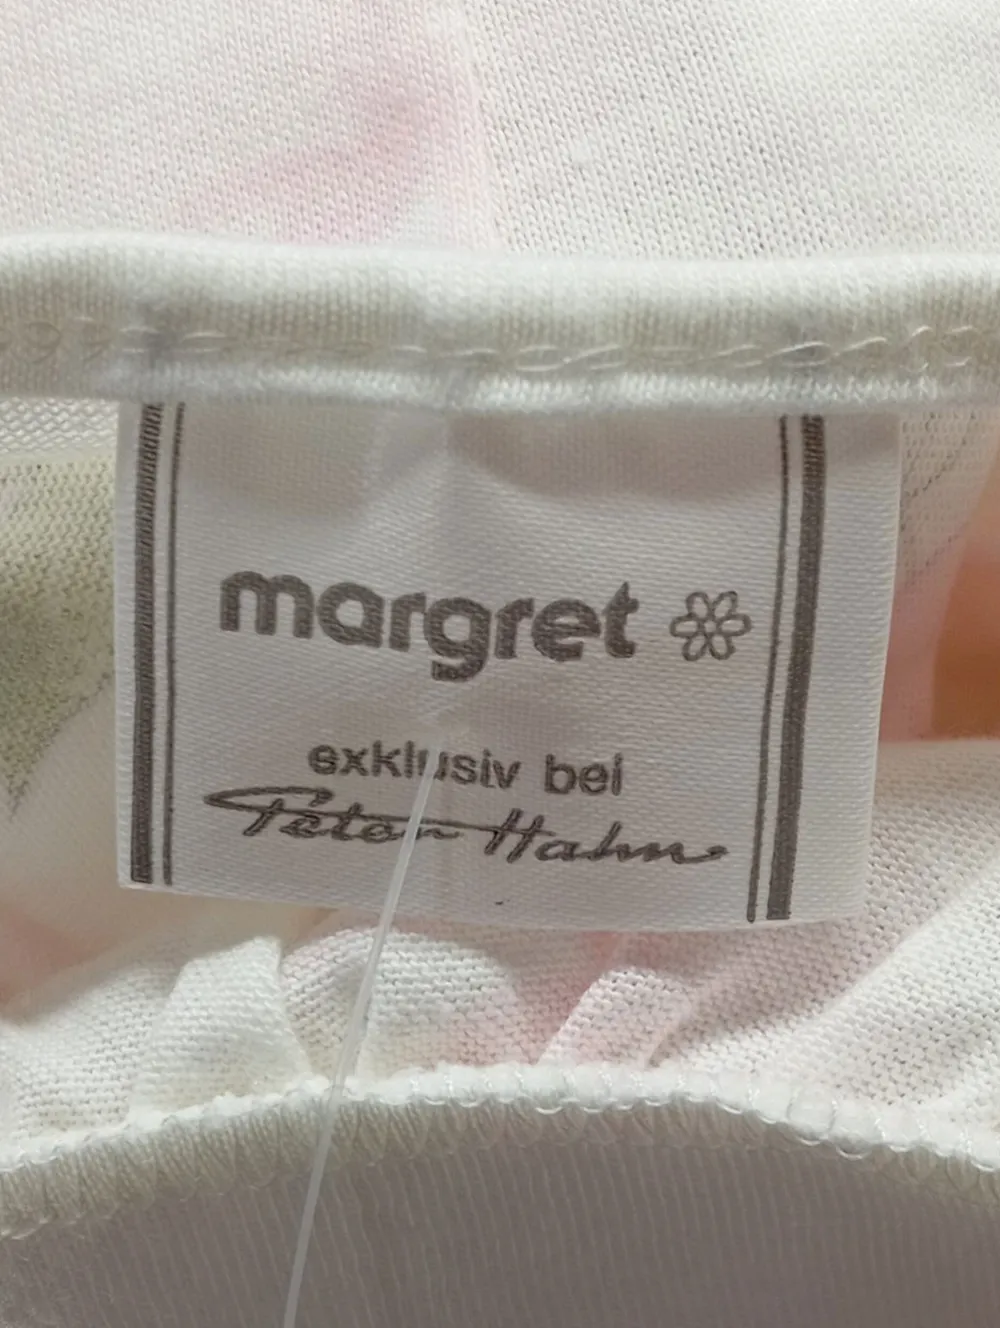 margret
exklusiv bei
Peter Hahn